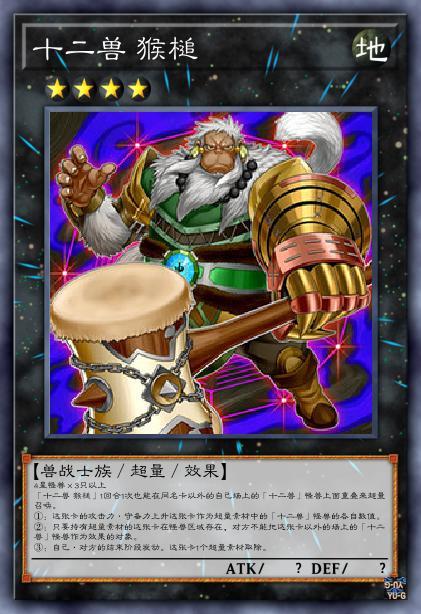 十二兽 猴槌
地
【兽战士族/超量/效果】
4星怪兽×3只以上
「十二兽 猴槌」1回合1次也能在同名卡以外的自己场上的「十二兽」怪兽上面重叠来超量
召唤。
①：这张卡的攻击力·守备力上升这张卡作为超量素材中的「十二兽」怪兽的各自数值。
②：只要持有超量素材的这张卡在怪兽区域存在，对方不能把这张卡以外的场上的「十二
兽」怪兽作为效果的对象。
③：自己·对方的结束阶段发动。这张卡1个超量素材取除。
ATK/ ? DEF/ ?
YU-G